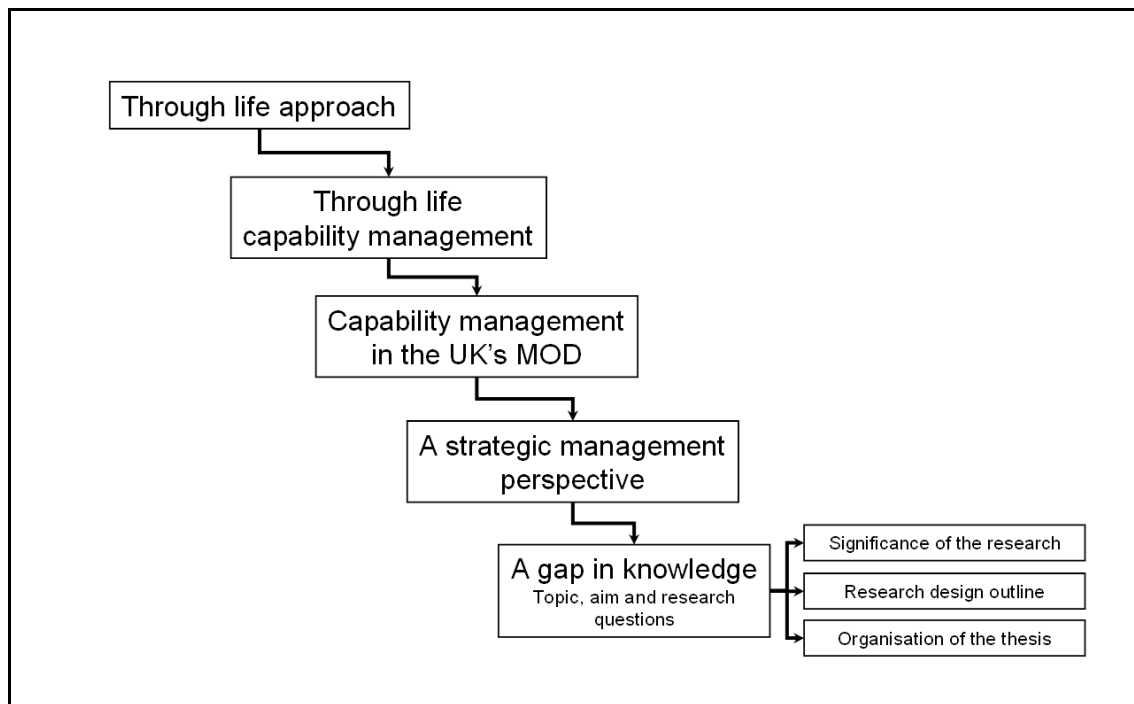 Through life approach
Through life
capability management
Capability management
in the UK's MOD
A strategic management
perspective
A gap in knowledge
Topic, aim and research
questions
Significance of the research
Research design outline
Organisation of the thesis